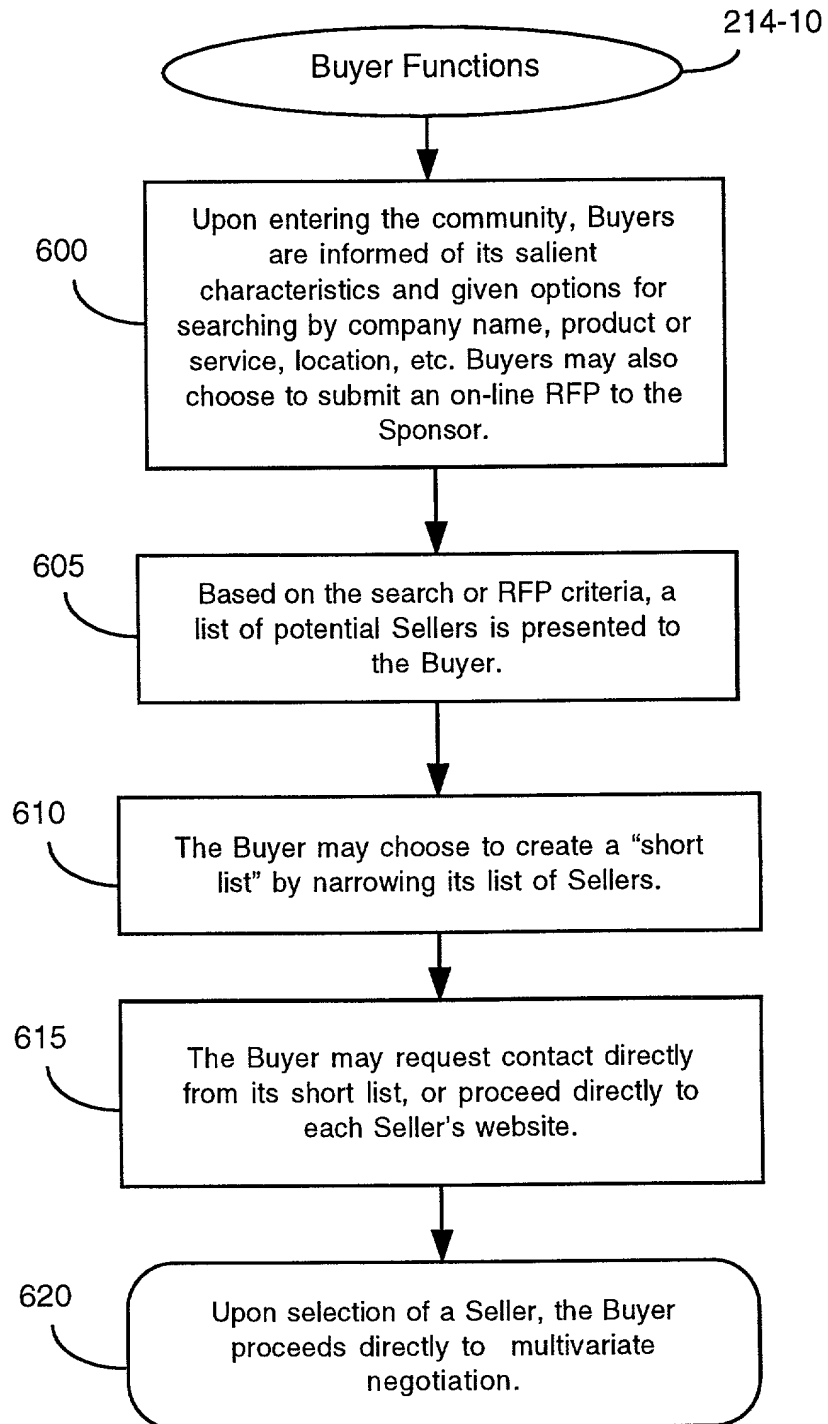 214-10
Buyer Functions
600
Upon entering the community, Buyers
are informed of its salient
characteristics and given options for
searching by company name, product or
service, location, etc. Buyers may also
choose to submit an on-line RFP to the
Sponsor.
605
Based on the search or RFP criteria, a
list of potential Sellers is presented to
the Buyer.
610
The Buyer may choose to create a “short
list” by narrowing its list of Sellers.
615
The Buyer may request contact directly
from its short list, or proceed directly to
each Seller's website.
620
Upon selection of a Seller, the Buyer
proceeds directly to multivariate
negotiation.